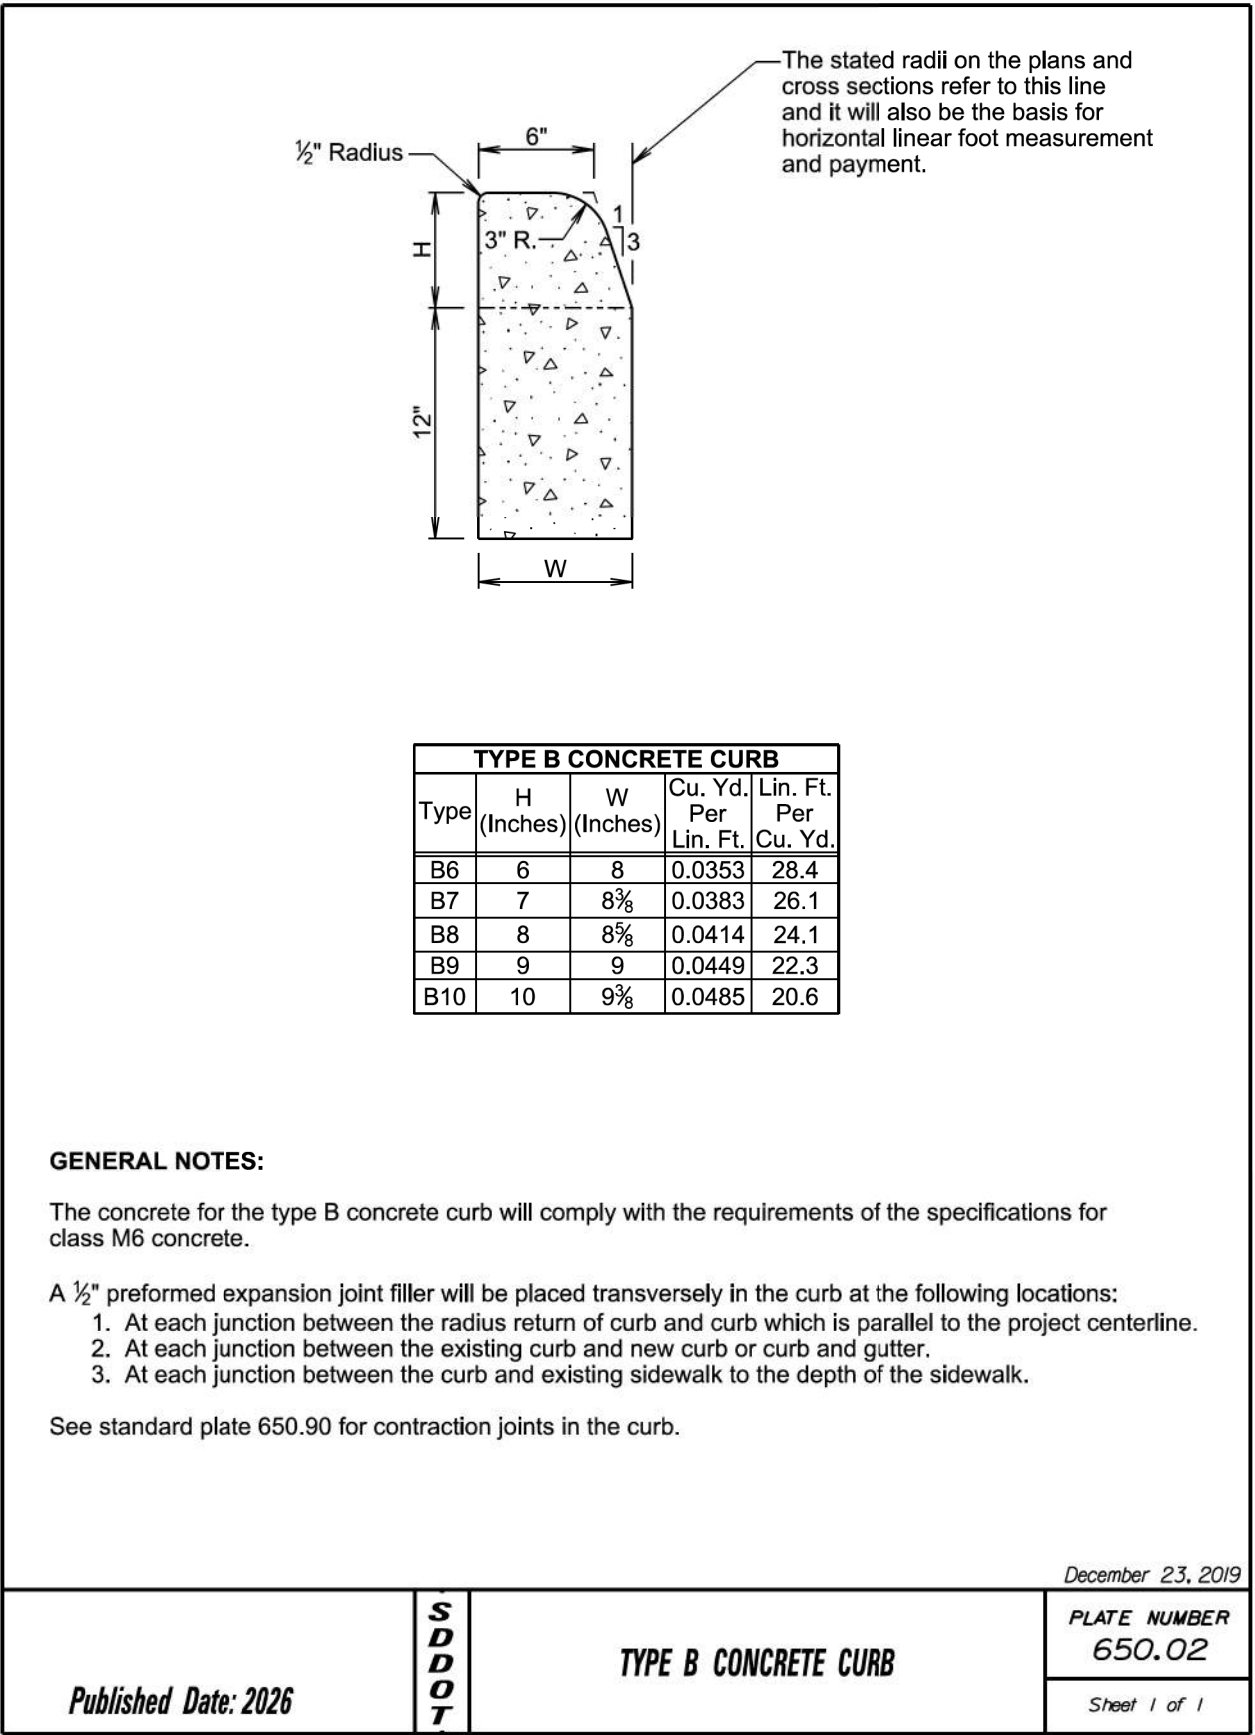 The stated radii on the plans and
cross sections refer to this line
and it will also be the basis for
horizontal linear foot measurement
and payment.
6"
½" Radius
1
3
3" R.
H
12"
W
TYPE B CONCRETE CURB
Type H (Inches) W (Inches) Cu. Yd. Per Lin. Ft. Lin. Ft. Per Cu. Yd.
B6 6 8 0.0353 28.4
B7 7 8⅜ 0.0383 26.1
B8 8 8⅝ 0.0414 24.1
B9 9 9 0.0449 22.3
B10 10 9⅜ 0.0485 20.6
GENERAL NOTES:
The concrete for the type B concrete curb will comply with the requirements of the specifications for
class M6 concrete.
A ½" preformed expansion joint filler will be placed transversely in the curb at the following locations:
1. At each junction between the radius return of curb and curb which is parallel to the project centerline.
2. At each junction between the existing curb and new curb or curb and gutter.
3. At each junction between the curb and existing sidewalk to the depth of the sidewalk.
See standard plate 650.90 for contraction joints in the curb.
December 23, 2019
Published Date: 2026
SDDOT
TYPE B CONCRETE CURB
PLATE NUMBER
650.02
Sheet 1 of 1